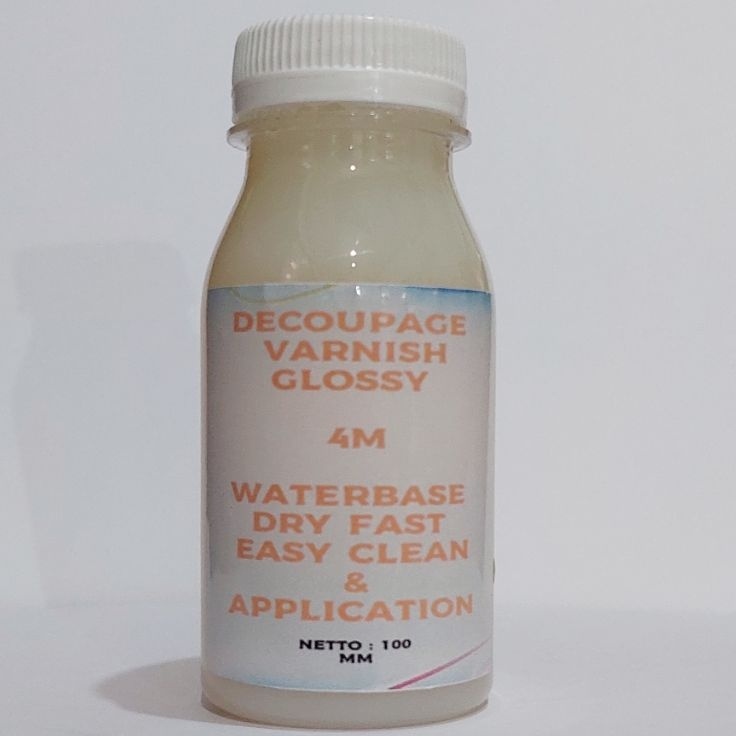 DECOUPAGE
VARNISH
GLOSSY
4M
WATERBASE
DRY FAST
EASY CLEAN
&
APPLICATION
NETTO : 100
MM